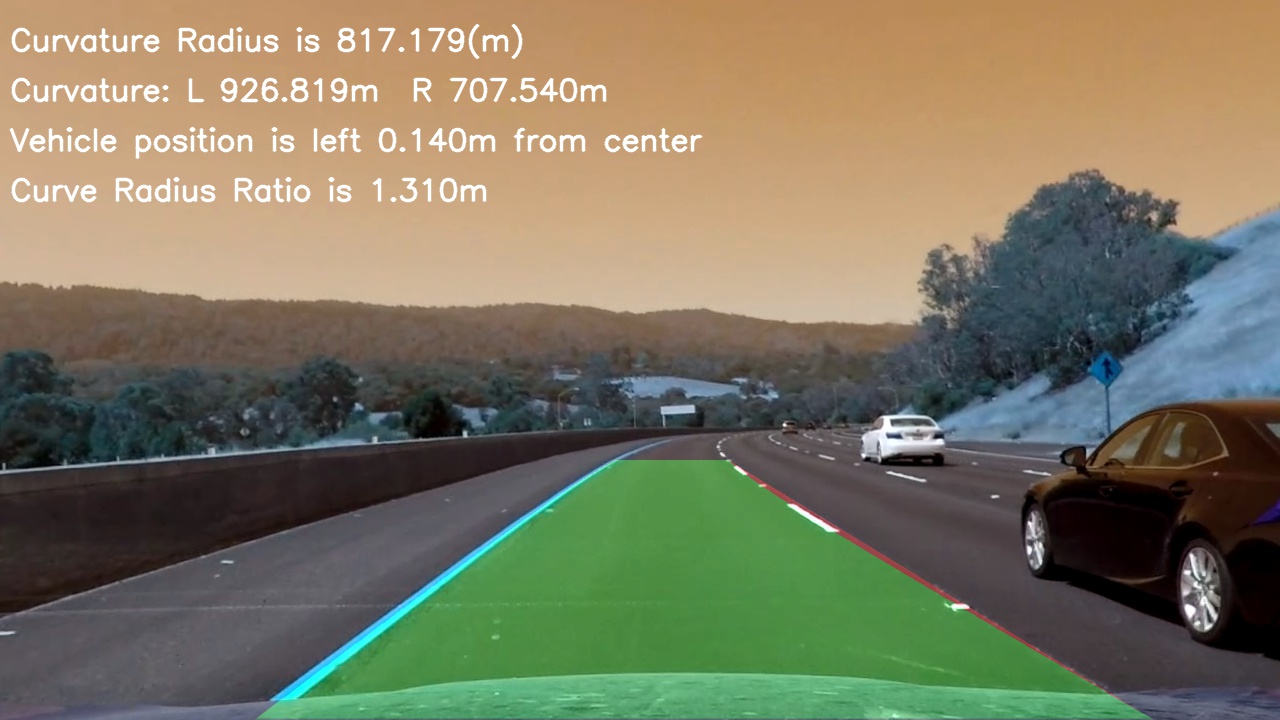 Curvature Radius is 817.179(m)
Curvature: L 926.819m R 707.540m
Vehicle position is left 0.140m from center
Curve Radius Ratio is 1.310m